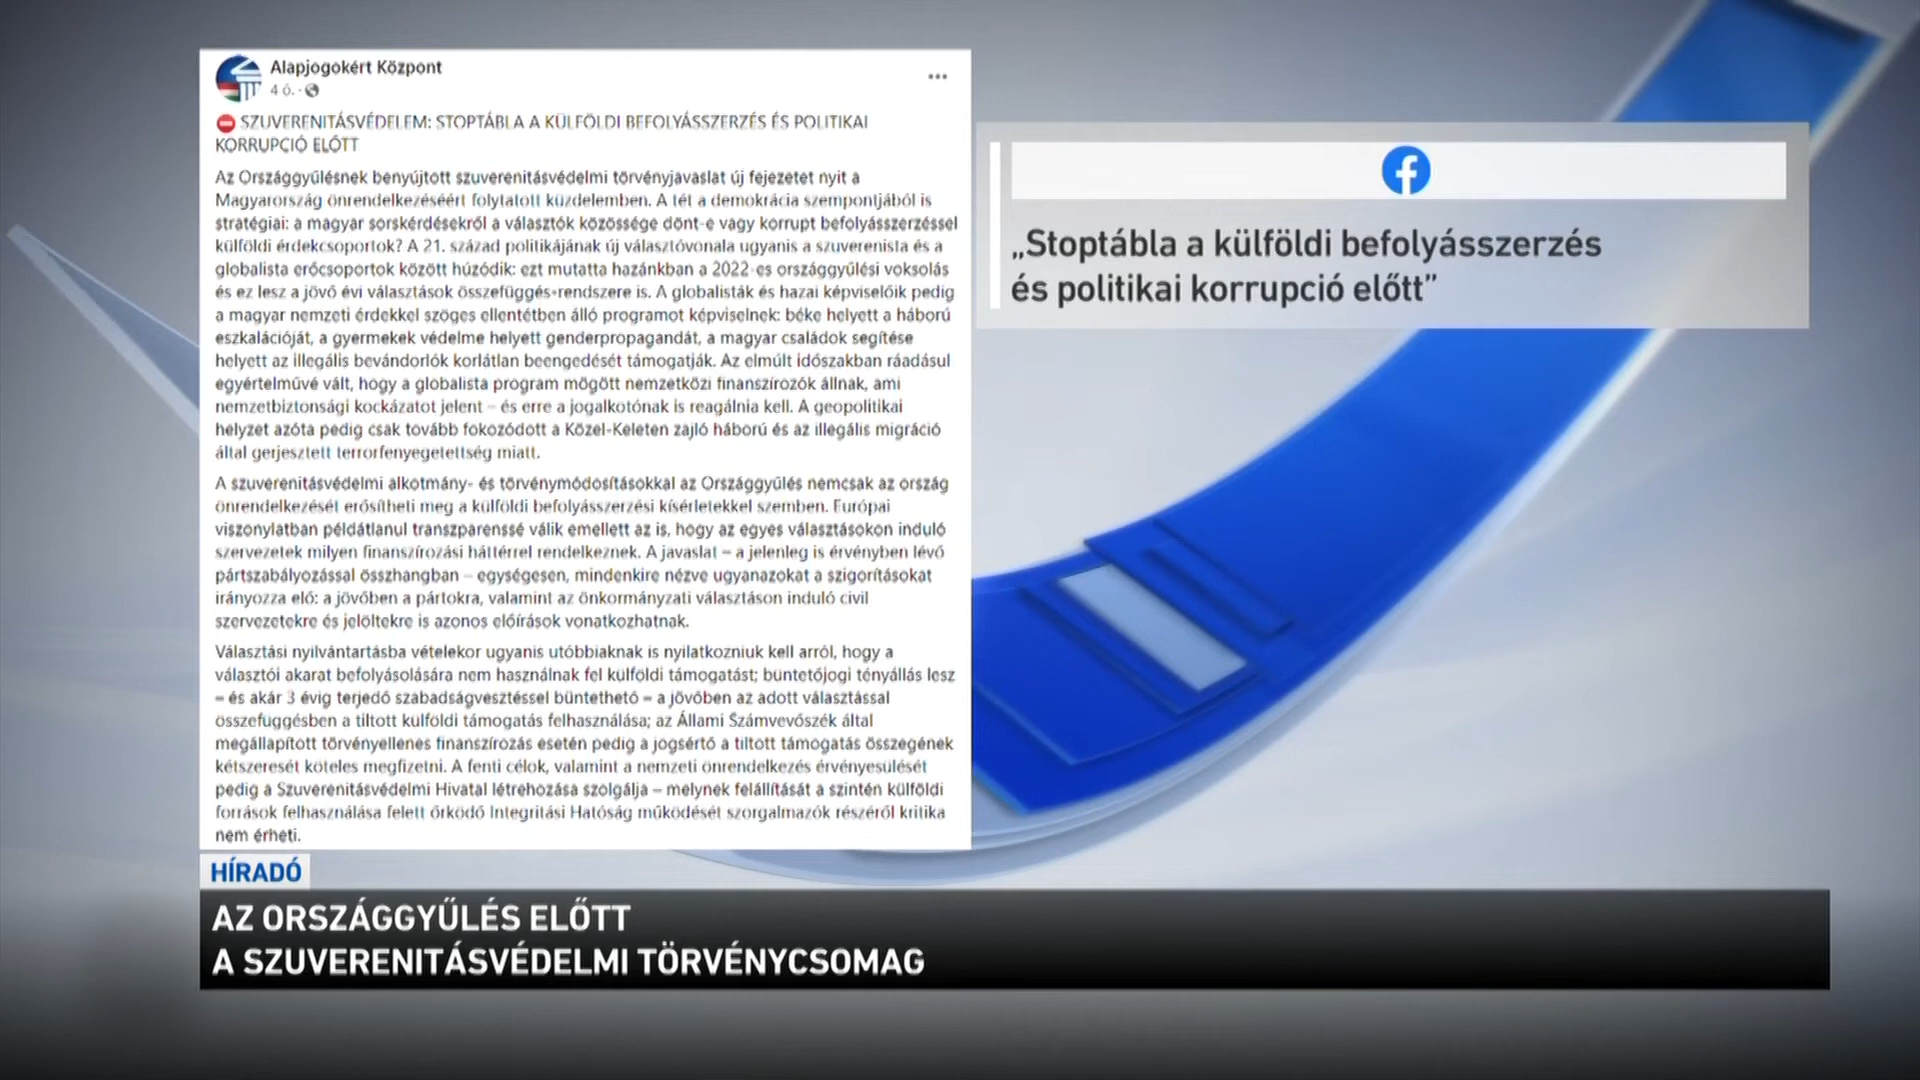 Alapjogokért Központ
4 ó. ·
SZUVERENITÁSVÉDELEM: STOPTÁBLA A KÜLFÖLDI BEFOLYÁSSZERZÉS ÉS POLITIKAI
KORRUPCIÓ ELŐTT
Az Országgyűlésnek benyújtott szuverenitásvédelmi törvényjavaslat új fejezetet nyit a
Magyarország önrendelkezéséért folytatott küzdelemben. A tét a demokrácia szempontjából is
stratégiai: a magyar sorskérdésekről a választók közössége dönt-e vagy korrupt befolyásszerzéssel
külföldi érdekcsoportok? A 21. század politikájának új választóvonala ugyanis a szuverenista és a
globalista erőcsoportok között húzódik: ezt mutatta hazánkban a 2022-es országgyűlési voksolás
és ez lesz a jövő évi választások összefüggés-rendszere is. A globalisták és hazai képviselőik pedig
a magyar nemzeti érdekkel szöges ellentétben álló programot képviselnek: béke helyett a háború
eszkalációját, a gyermekek védelme helyett genderpropagandát, a magyar családok segítése
helyett az illegális bevándorlók korlátlan beengedését támogatják. Az elmúlt időszakban ráadásul
egyértelművé vált, hogy a globalista program mögött nemzetközi finanszírozók állnak, ami
nemzetbiztonsági kockázatot jelent – és erre a jogalkotónak is reagálnia kell. A geopolitikai
helyzet azóta pedig csak tovább fokozódott a Közel-Keleten zajló háború és az illegális migráció
által gerjesztett terrorfenyegetettség miatt.
A szuverenitásvédelmi alkotmány- és törvénymódosításokkal az Országgyűlés nemcsak az ország
önrendelkezését erősítheti meg a külföldi befolyásszerzési kísérletekkel szemben. Európai
viszonylatban példátlanul transzparenssé válik emellett az is, hogy az egyes választásokon induló
szervezetek milyen finanszírozási háttérrel rendelkeznek. A javaslat – a jelenleg is érvényben lévő
pártszabályozással összhangban – egységesen, mindenkire nézve ugyanazokat a szigorításokat
irányozza elő: a jövőben a pártokra, valamint az önkormányzati választáson induló civil
szervezetekre és jelöltekre is azonos előírások vonatkozhatnak.
Választási nyilvántartásba vételekor ugyanis utóbbiaknak is nyilatkozniuk kell arról, hogy a
választói akarat befolyásolására nem használnak fel külföldi támogatást; büntetőjogi tényállás lesz
– és akár 3 évig terjedő szabadságvesztéssel büntethető – a jövőben az adott választással
összefüggésben a tiltott külföldi támogatás felhasználása; az Állami Számvevőszék által
megállapított törvényellenes finanszírozás esetén pedig a jogsértő a tiltott támogatás összegének
kétszeresét köteles megfizetni. A fenti célok, valamint a nemzeti önrendelkezés érvényesülését
pedig a Szuverenitásvédelmi Hivatal létrehozása szolgálja – melynek felállítását a szintén külföldi
források felhasználása felett őrködő Integritási Hatóság működését szorgalmazók részéről kritika
nem érheti.
„Stoptábla a külföldi befolyásszerzés
és politikai korrupció előtt”
HÍRADÓ
AZ ORSZÁGGYŰLÉS ELŐTT
A SZUVERENITÁSVÉDELMI TÖRVÉNYCSOMAG